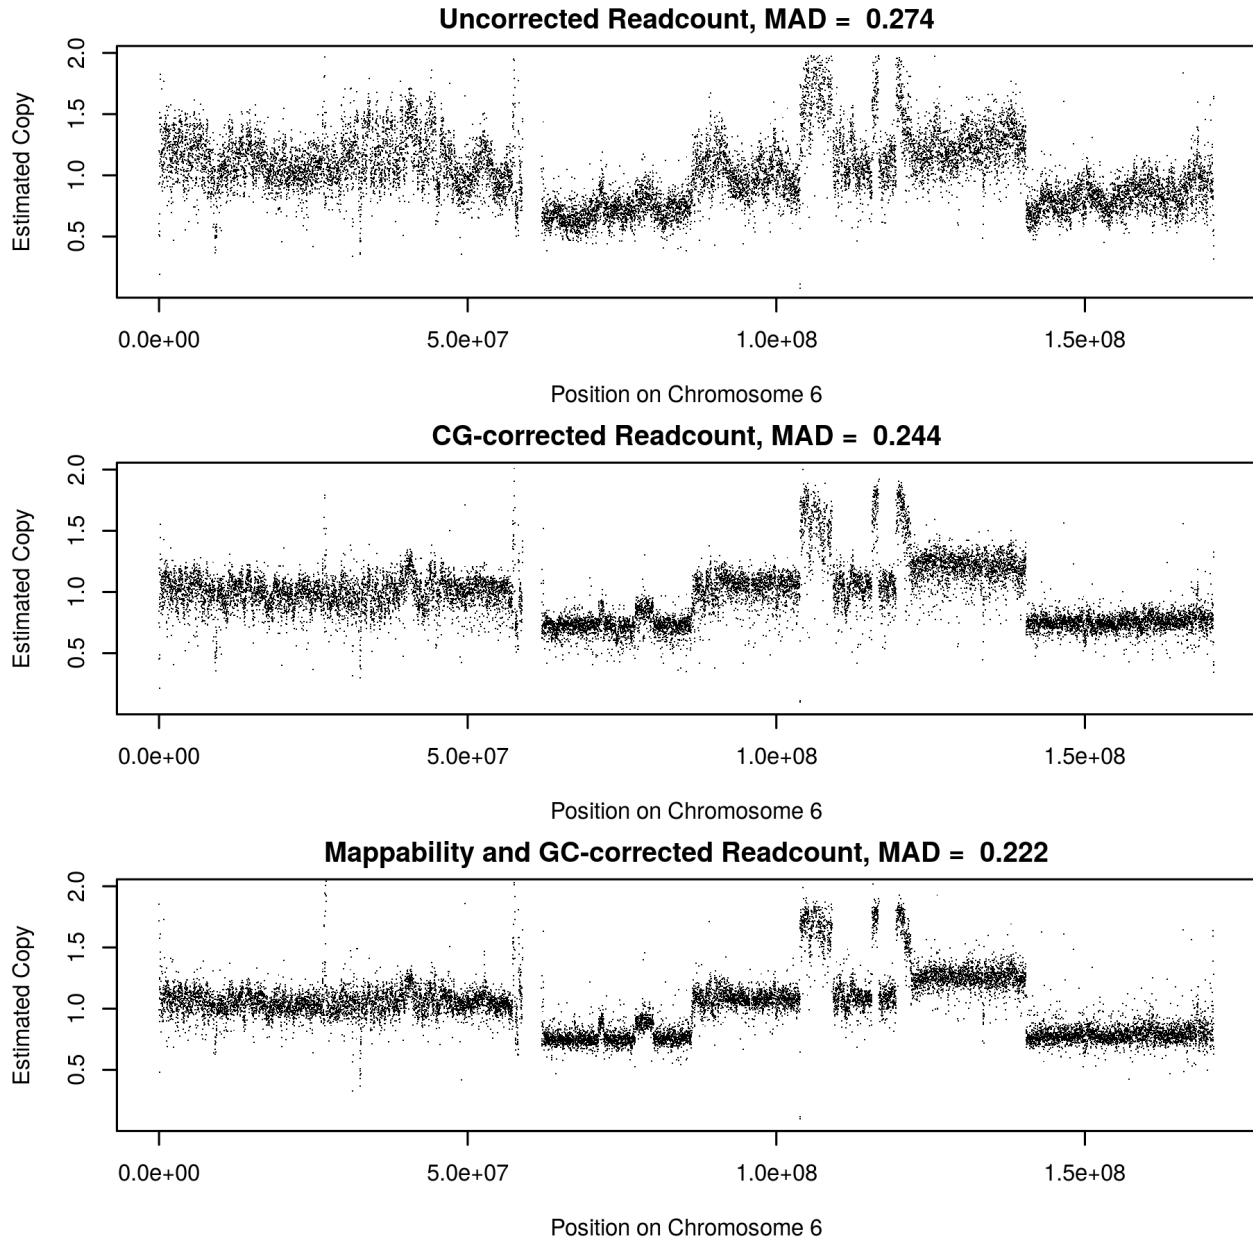 Uncorrected Readcount, MAD =  0.274
Estimated Copy
2.0
1.5
1.0
0.5
0.0e+00 5.0e+07 1.0e+08 1.5e+08
Position on Chromosome 6
CG-corrected Readcount, MAD =  0.244
Estimated Copy
2.0
1.5
1.0
0.5
0.0e+00 5.0e+07 1.0e+08 1.5e+08
Position on Chromosome 6
Mappability and GC-corrected Readcount, MAD =  0.222
Estimated Copy
2.0
1.5
1.0
0.5
0.0e+00 5.0e+07 1.0e+08 1.5e+08
Position on Chromosome 6